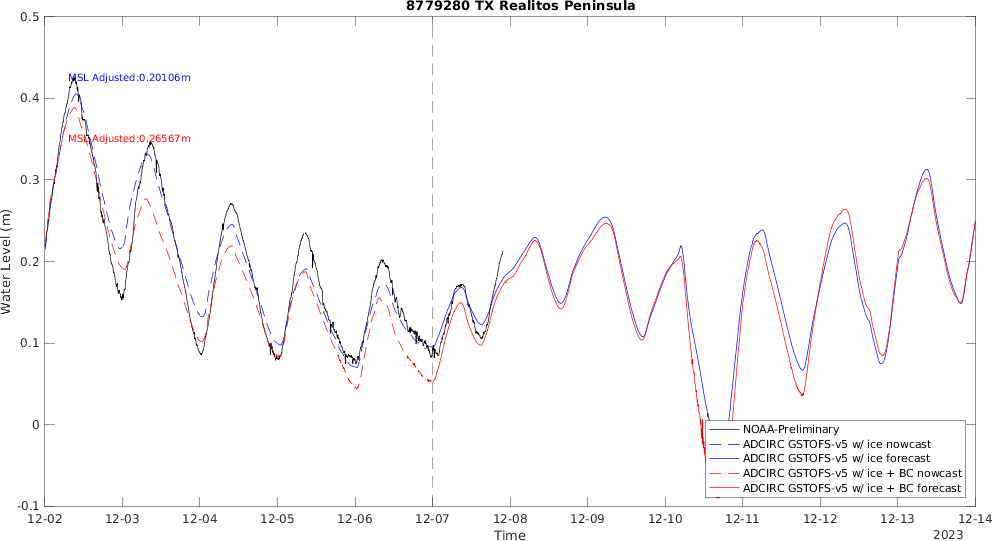 8779280 TX Realitos Peninsula
MSL Adjusted:0.20106m
MSL Adjusted:0.26567m
Water Level (m)
0.5
0.4
0.3
0.2
0.1
0
-0.1
12-02 12-03 12-04 12-05 12-06 12-07 12-08 12-09 12-10 12-11 12-12 12-13 12-14
Time
2023
NOAA-Preliminary
ADCIRC GSTOFS-v5 w/ ice nowcast
ADCIRC GSTOFS-v5 w/ ice forecast
ADCIRC GSTOFS-v5 w/ ice + BC nowcast
ADCIRC GSTOFS-v5 w/ ice + BC forecast